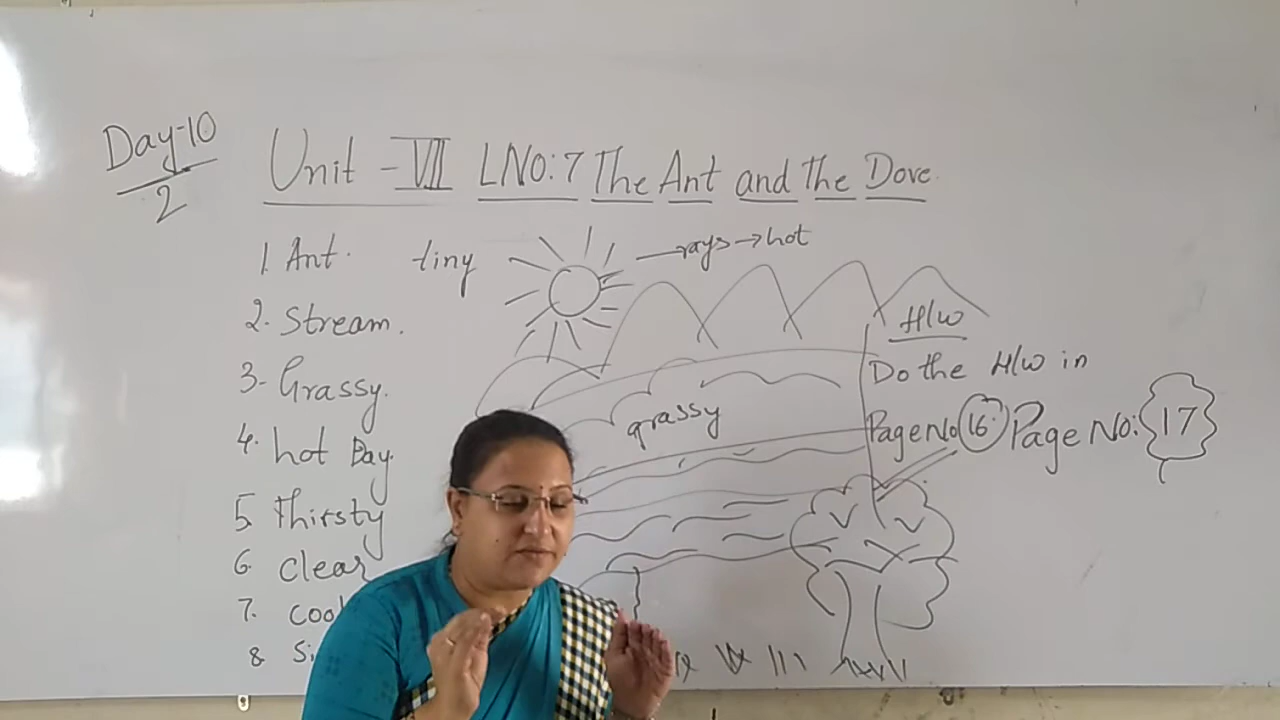 Day-10
2
Unit - VII LNO:7 The Ant and the Dove.
1. Ant. tiny
rays → hot
2. Stream.
3- Grassy.
4. hot Day.
5. Thirsty
6. clear
7. cool
8
grassy
H/w
Do the H/w in
Page No 16. Page No: 17